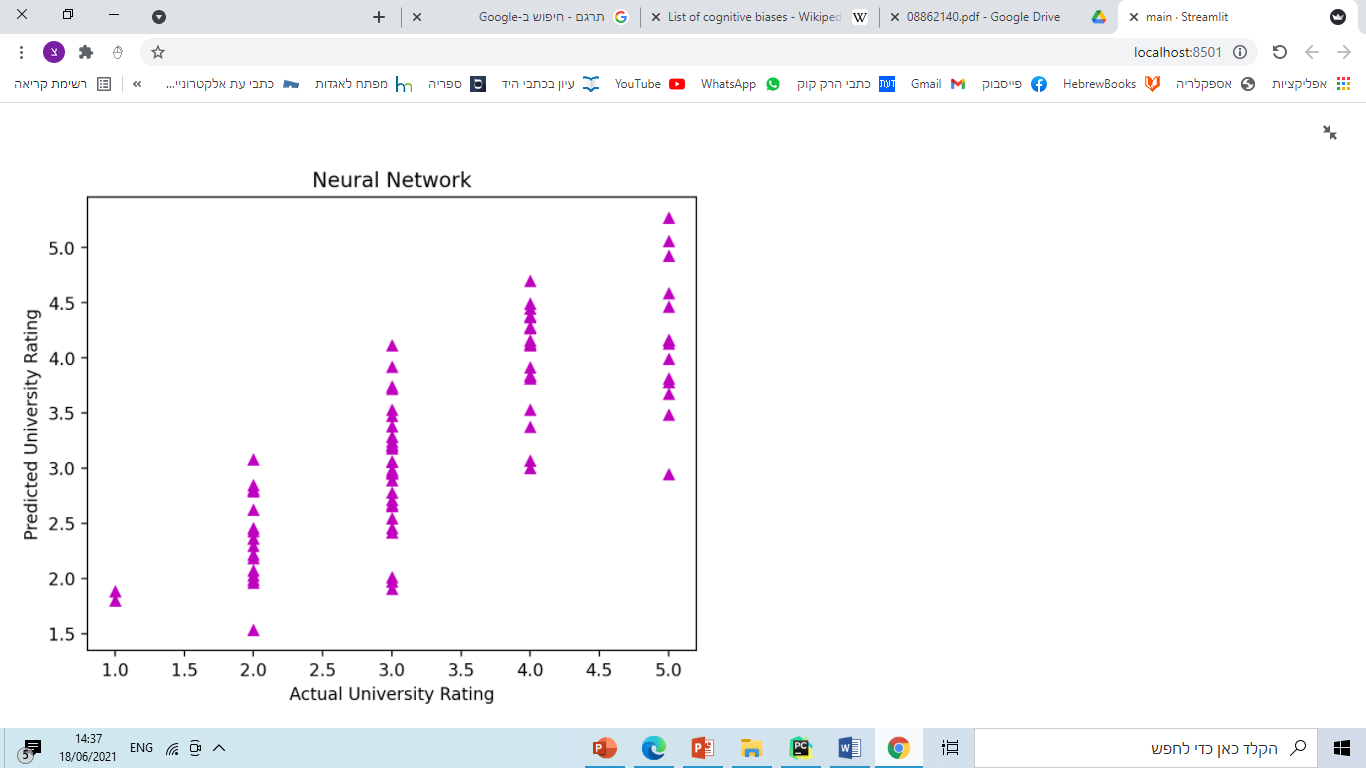 תרגם - חיפוש ב-Google
List of cognitive biases - Wikiped
08862140.pdf - Google Drive
main · Streamlit
צ
localhost:8501
אפליקציות
אספקלריה
HebrewBooks
פייסבוק
Gmail
דעת
כתבי הרק קוק
WhatsApp
YouTube
עיון בכתבי היד
ספריה
מפתח לאגדות
כתבי עת אלקטרוניי...
»
רשימת קריאה
Neural Network
Predicted University Rating
5.0
4.5
4.0
3.5
3.0
2.5
2.0
1.5
1.0 1.5 2.0 2.5 3.0 3.5 4.0 4.5 5.0
Actual University Rating
הקלד כאן כדי לחפש
ENG
14:37
18/06/2021
5